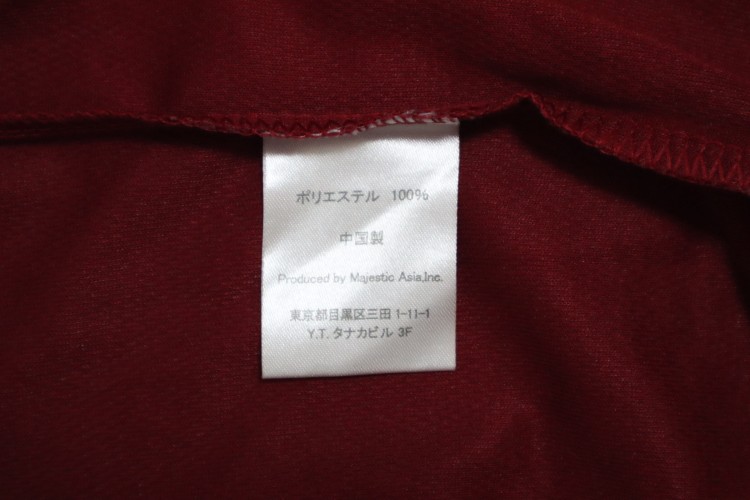 ポリエステル 100%
中国製
Produced by Majestic Asia,Inc.
東京都目黒区三田 1-11-1
Y.T.タナカビル 3F